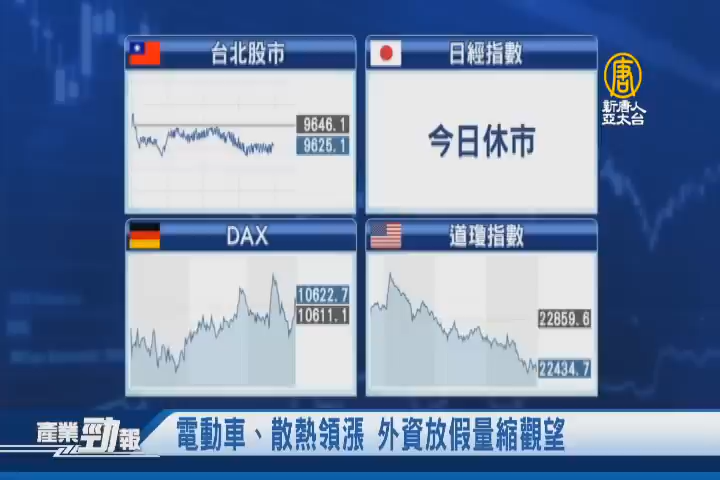 台北股市
9646.1
9625.1
日經指數
今日休市
唐
新唐人
亞太台
DAX
10622.7
10611.1
道瓊指數
22859.6
22434.7
產業勁報
電動車、散熱領漲 外資放假量縮觀望